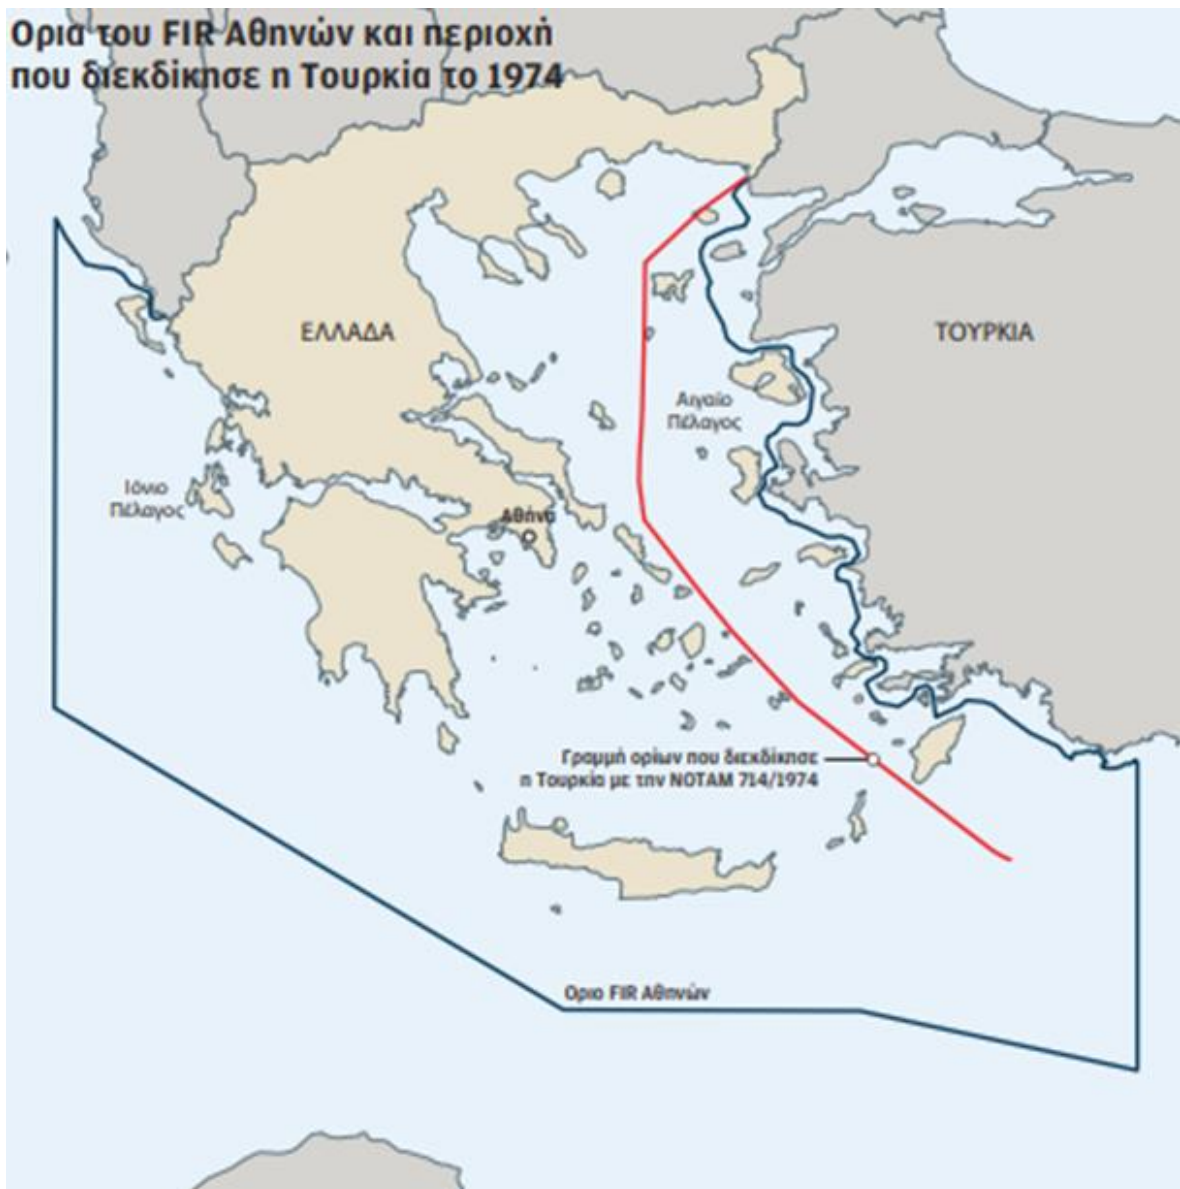 Ορια του FIR Αθηνών και περιοχή
που διεκδίκησε η Τουρκία το 1974
ΕΛΛΑΔΑ
ΤΟΥΡΚΙΑ
Αιγαίο
Πέλαγος
Ιόνιο
Πέλαγος
Αθήνα
Γραμμή ορίων που διεκδίκησε
η Τουρκία με την NOTAM 714/1974
Οριο FIR Αθηνών